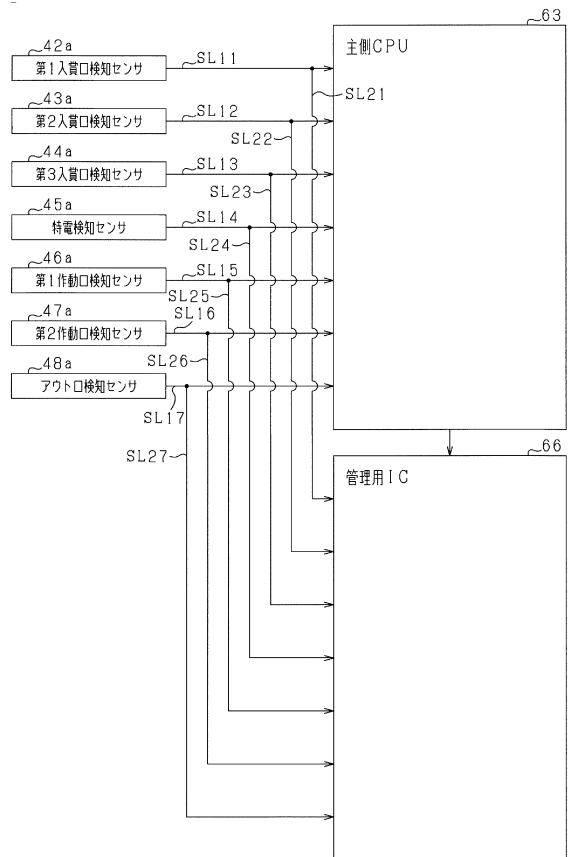 63
主側CPU
42a
第1入賞口検知センサ
SL11
SL21
43a
第2入賞口検知センサ
SL12
SL22
44a
第3入賞口検知センサ
SL13
SL23
45a
特電検知センサ
SL14
SL24
46a
第1作動口検知センサ
SL15
SL25
47a
第2作動口検知センサ
SL16
SL26
48a
アウト口検知センサ
SL17
SL27
66
管理用IC